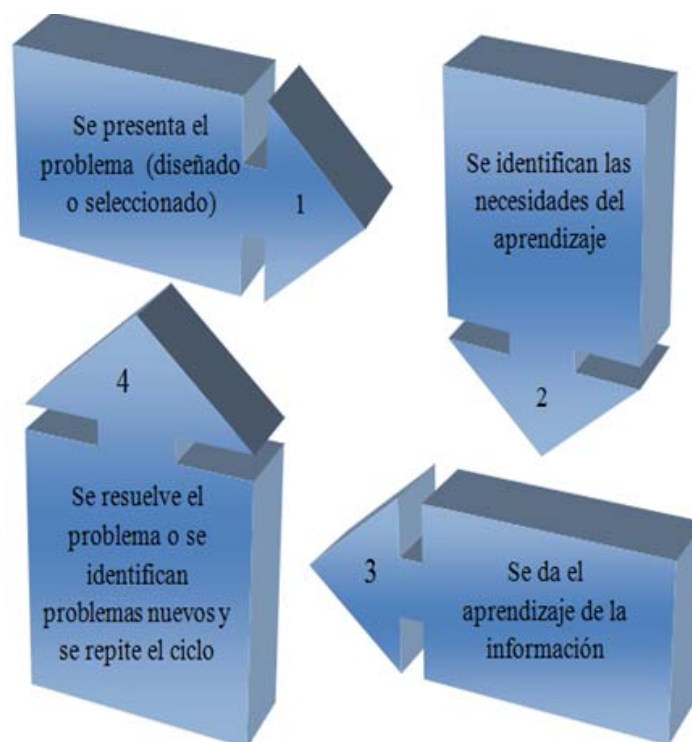 Se presenta el
problema (diseñado
o seleccionado)
1
Se identifican las
necesidades del
aprendizaje
2
3
Se da el
aprendizaje de la
información
4
Se resuelve el
problema o se
identifican
problemas nuevos y
se repite el ciclo